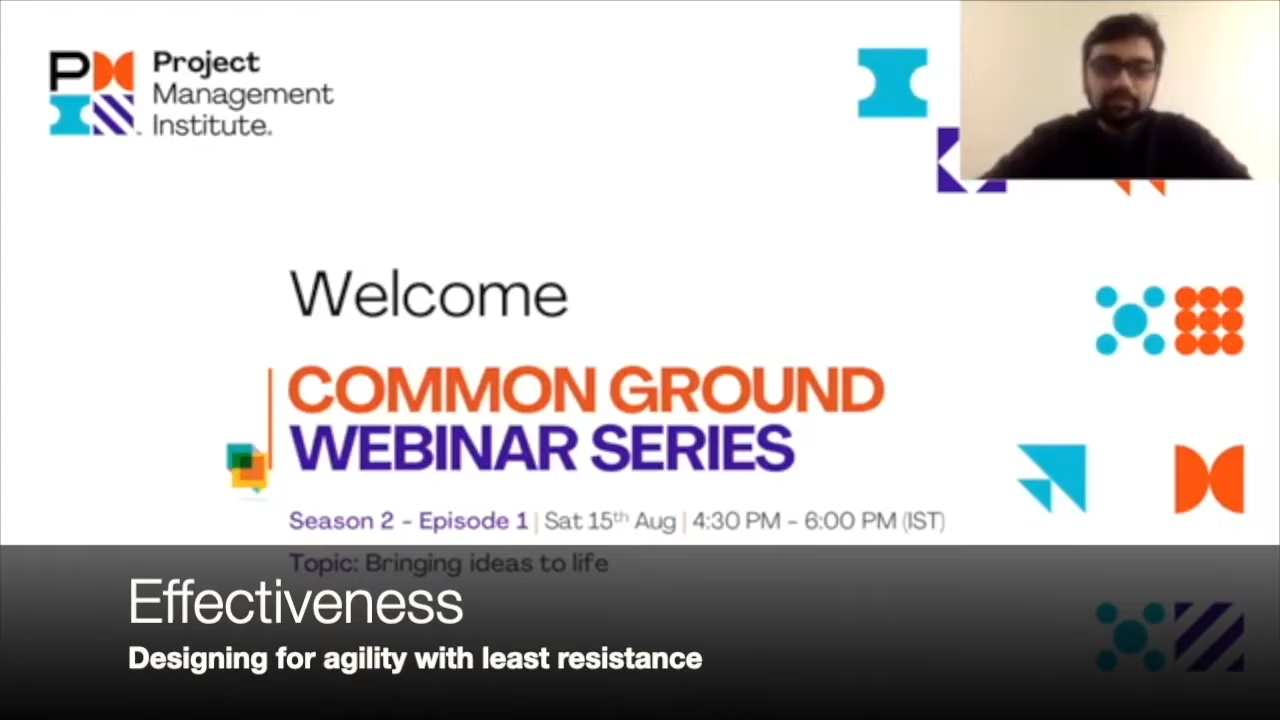 Project
Management
Institute.
Welcome
COMMON GROUND
WEBINAR SERIES
Season 2 - Episode 1 | Sat 15th Aug | 4:30 PM – 6:00 PM (IST)
Topic: Bringing ideas to life
Effectiveness
Designing for agility with least resistance